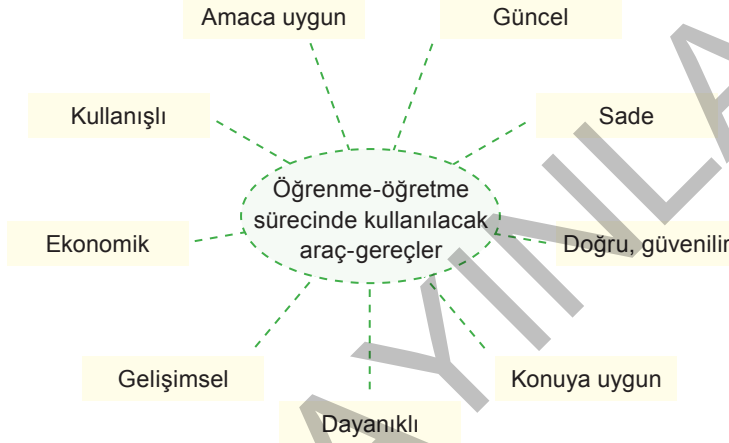 Amaca uygun
Güncel
Kullanışlı
Sade
Öğrenme-öğretme
sürecinde kullanılacak
araç-gereçler
Ekonomik
Doğru, güvenilir
Gelişimsel
Konuya uygun
Dayanıklı